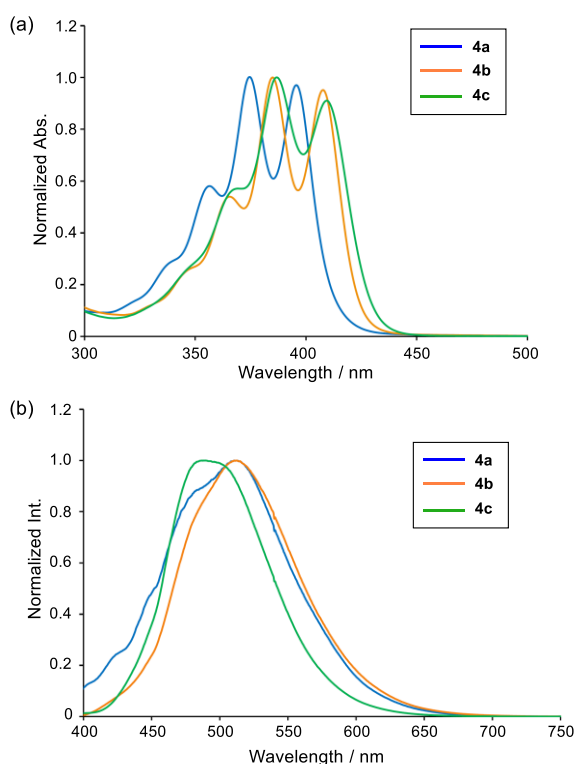 (a)
1.2
1.0
0.8
0.6
0.4
0.2
0
Normalized Abs.
4a
4b
4c
300 350 400 450 500
Wavelength / nm
(b)
1.2
1.0
0.8
0.6
0.4
0.2
0
Normalized Int.
4a
4b
4c
400 450 500 550 600 650 700 750
Wavelength / nm